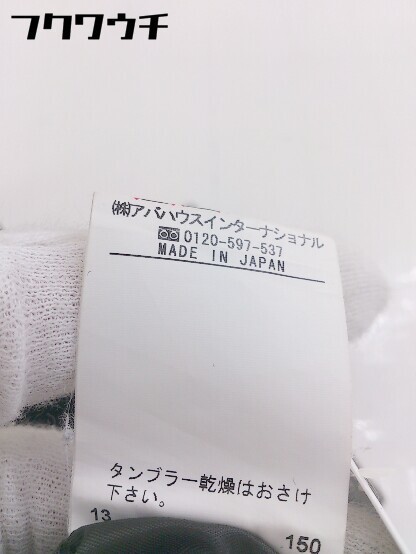 フクワウチ
㈱アバハウスインターナショナル
0120-597-537
MADE IN JAPAN
タンブラー乾燥はおさけ
下さい。
13
150